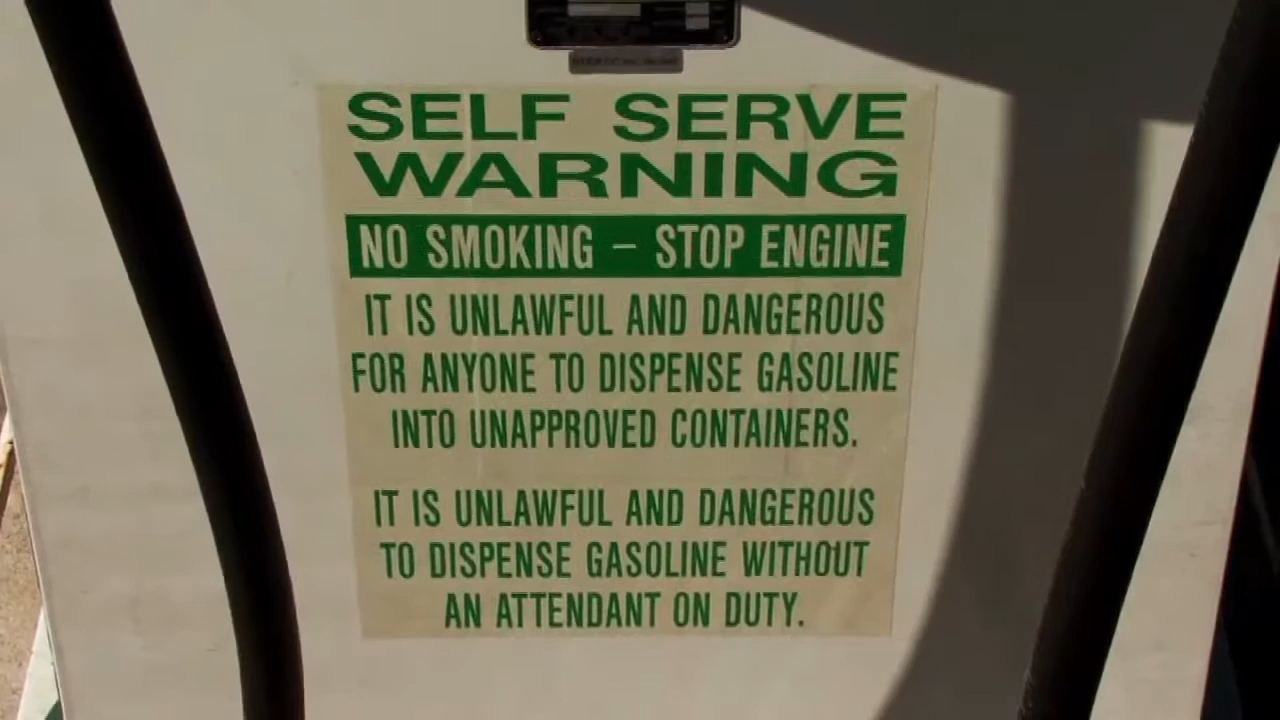 SELF SERVE
WARNING
NO SMOKING – STOP ENGINE
IT IS UNLAWFUL AND DANGEROUS
FOR ANYONE TO DISPENSE GASOLINE
INTO UNAPPROVED CONTAINERS.
IT IS UNLAWFUL AND DANGEROUS
TO DISPENSE GASOLINE WITHOUT
AN ATTENDANT ON DUTY.